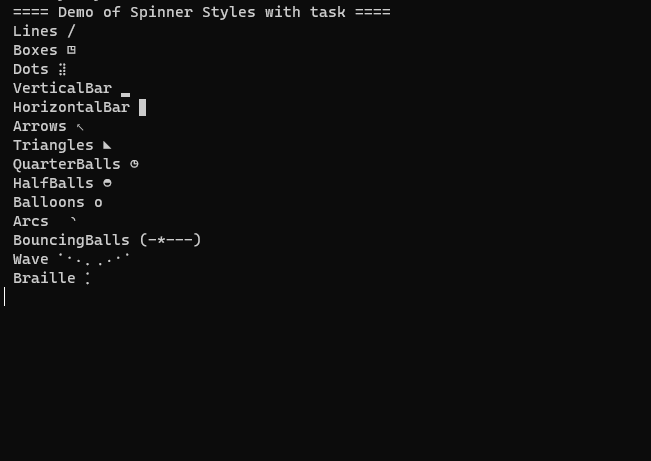 ==== Demo of Spinner Styles with task ====
Lines /
Boxes ◳
Dots ⣽
VerticalBar ▂
HorizontalBar █
Arrows ↖
Triangles ◣
QuarterBalls ◔
HalfBalls ◓
Balloons o
Arcs ◝
BouncingBalls (-*---)
Wave ⠁⠂⠄⡀⢀⠠⠐⠈
Braille ⡁